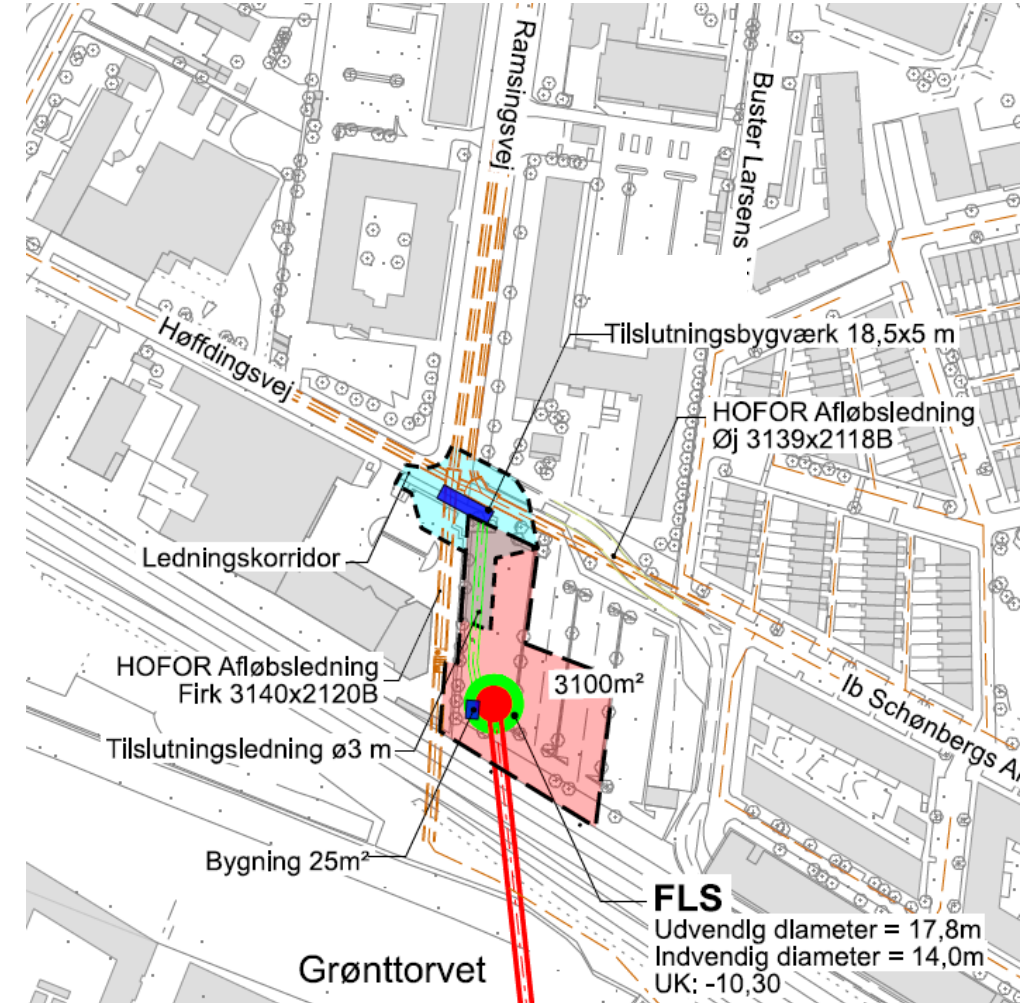 Ramsingsvej
Buster Larsens V
Tilslutningsbygværk 18,5x5 m
Høffdingsvej
HOFOR Afløbsledning
Øj 3139x2118B
Ledningskorridor
HOFOR Afløbsledning
Firk 3140x2120B
3100m²
Tilslutningsledning ø3 m
Ib Schønbergs Al
Bygning 25m²
FLS
Udvendig diameter = 17,8m
Indvendig diameter = 14,0m
UK: -10,30
Grønttorvet